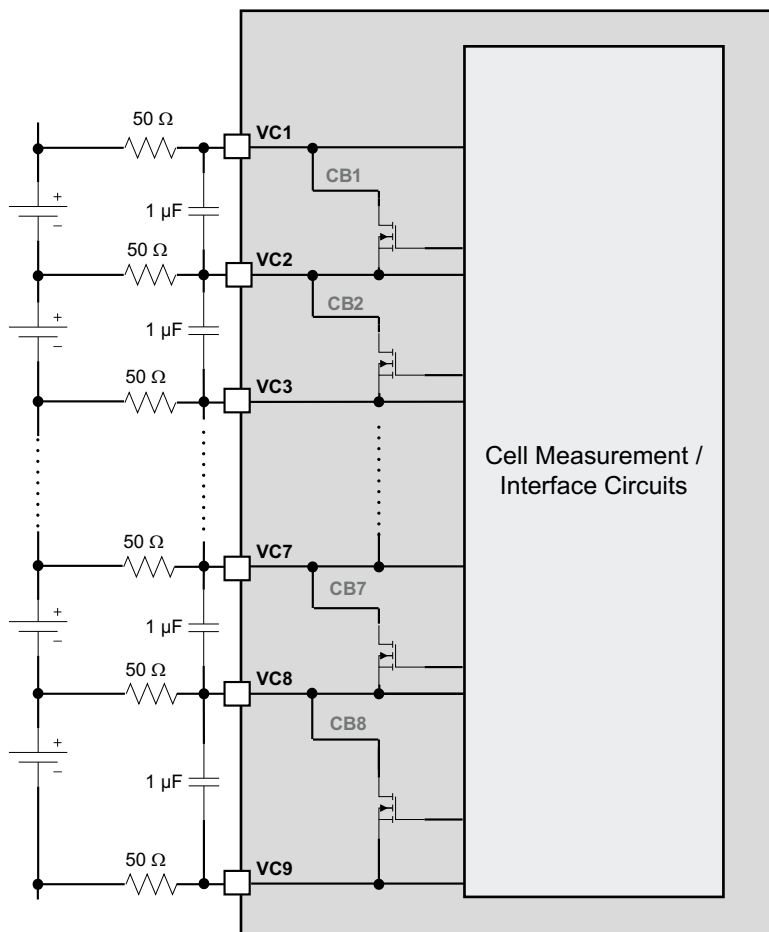 50 Ω
VC1
CB1
1 µF
50 Ω
VC2
CB2
1 µF
50 Ω
VC3
Cell Measurement /
Interface Circuits
50 Ω
VC7
CB7
1 µF
50 Ω
VC8
CB8
1 µF
50 Ω
VC9